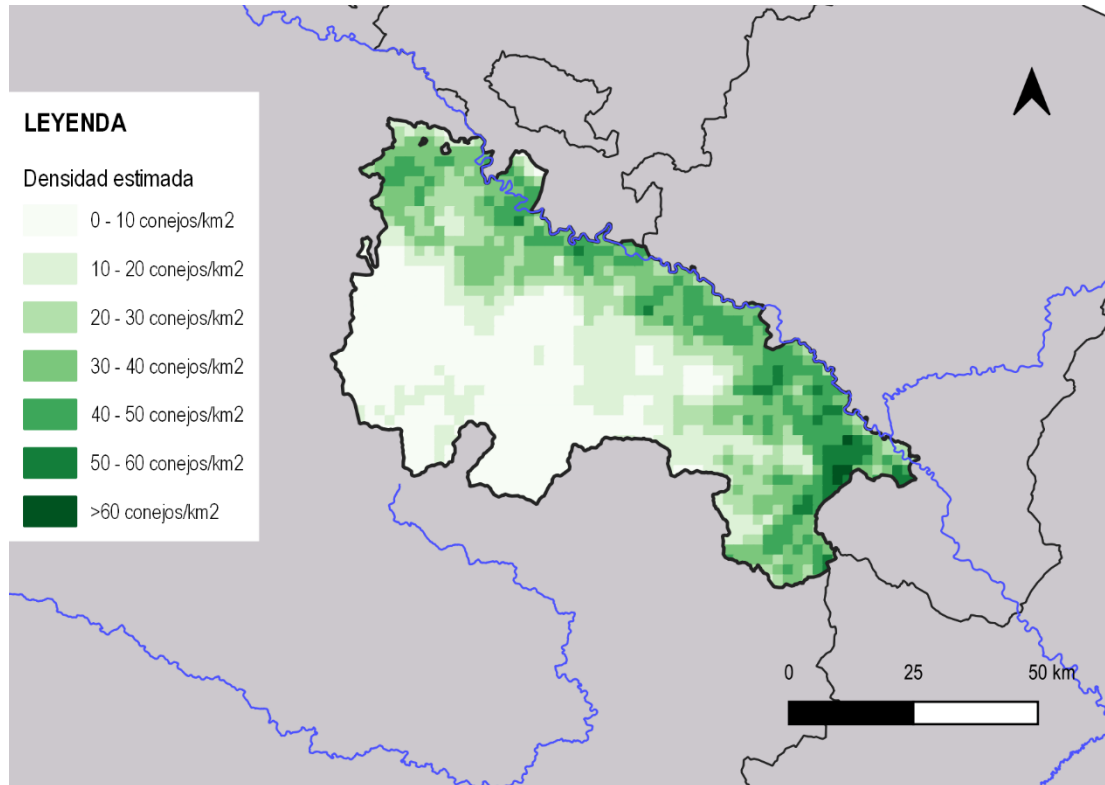 LEYENDA
Densidad estimada
0 - 10 conejos/km2
10 - 20 conejos/km2
20 - 30 conejos/km2
30 - 40 conejos/km2
40 - 50 conejos/km2
50 - 60 conejos/km2
>60 conejos/km2
0 25 50 km